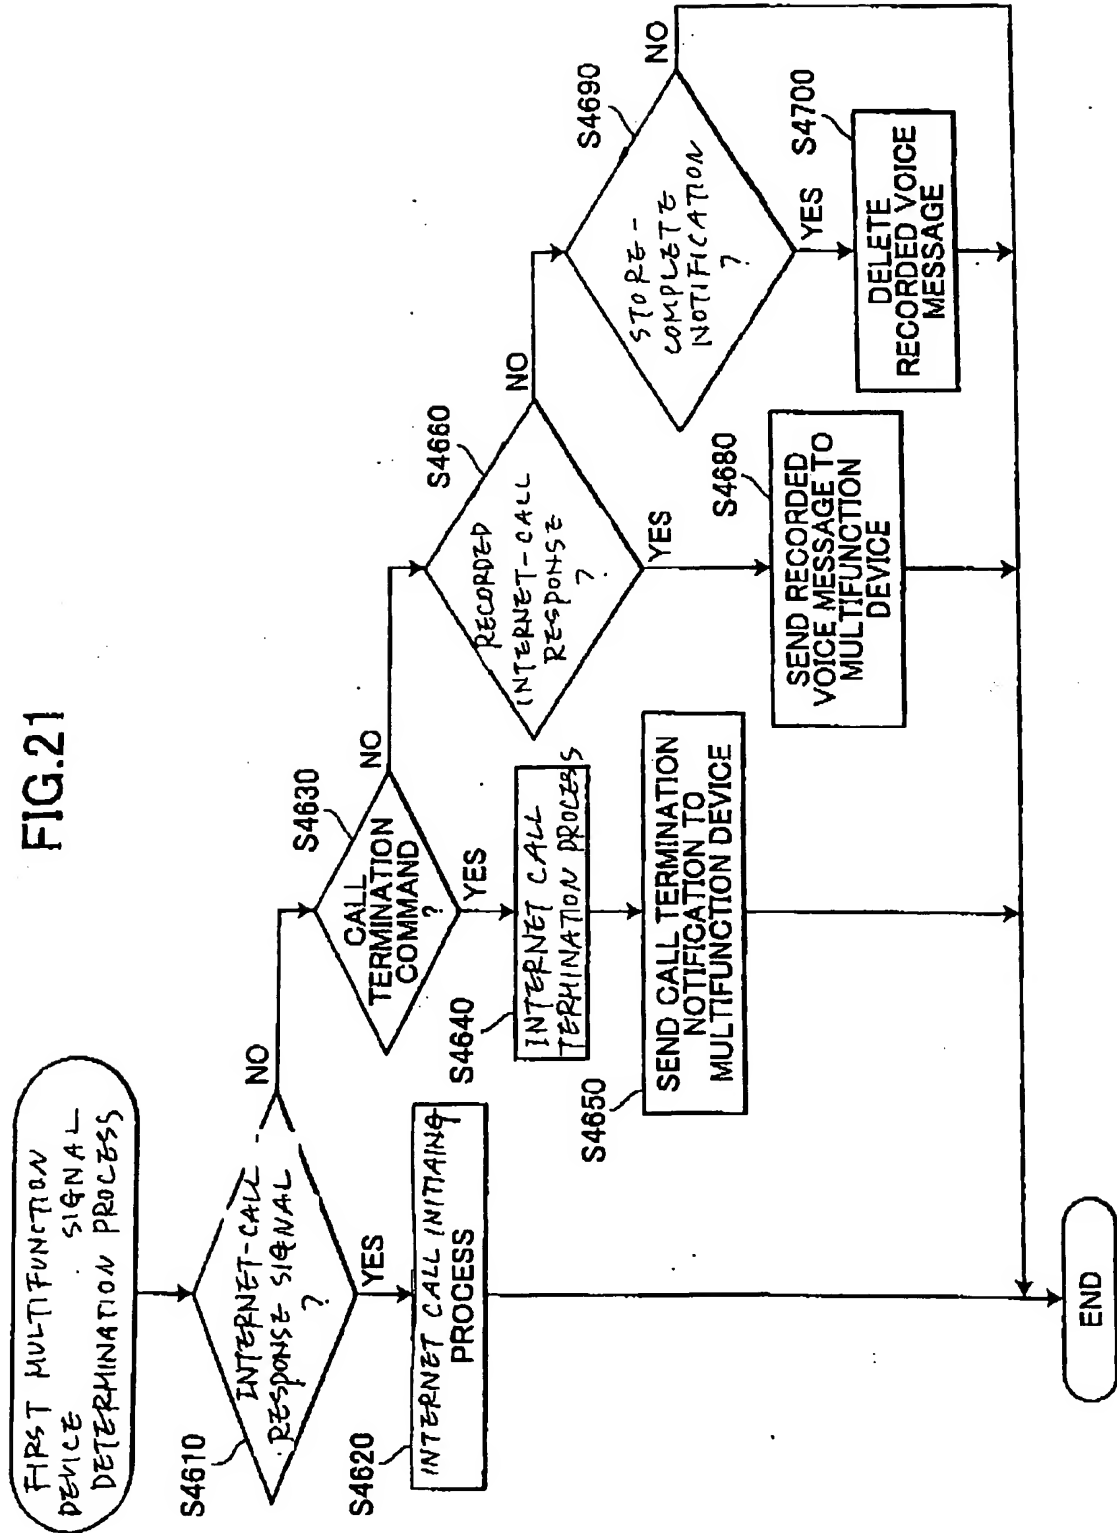 FIG.21
FIRST MULTIFUNCTION
DEVICE SIGNAL
DETERMINATION PROCESS
S4610
INTERNET-CALL
RESPONSE SIGNAL
?
NO
YES
S4620
INTERNET CALL INITIAING
PROCESS
S4630
CALL
TERMINATION
COMMAND
?
NO
YES
S4640
INTERNET CALL
TERMINATION PROCESS
S4650
SEND CALL TERMINATION
NOTIFICATION TO
MULTIFUNCTION DEVICE
S4660
RECORDED
INTERNET-CALL
RESPONSE
?
NO
YES
S4680
SEND RECORDED
VOICE MESSAGE TO
MULTIFUNCTION
DEVICE
S4690
STORE-
COMPLETE
NOTIFICATION
?
NO
YES
S4700
DELETE
RECORDED VOICE
MESSAGE
END